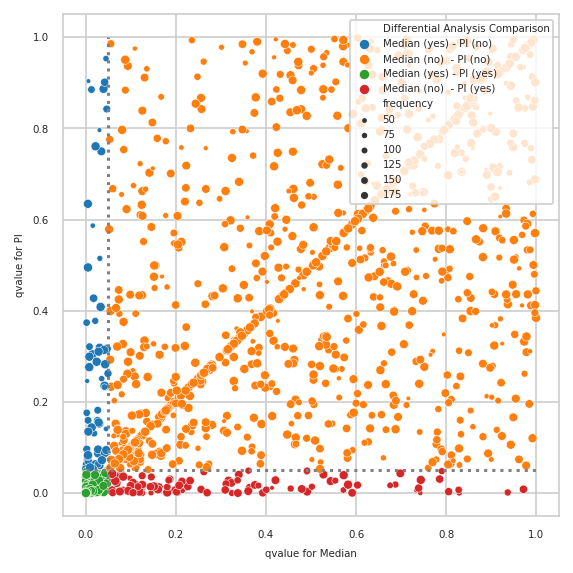 Differential Analysis Comparison
Median (yes) - PI (no)
Median (no)  - PI (no)
Median (yes) - PI (yes)
Median (no)  - PI (yes)
frequency
50
75
100
125
150
175
1.0
0.8
0.6
0.4
0.2
0.0
qvalue for PI
0.0 0.2 0.4 0.6 0.8 1.0
qvalue for Median